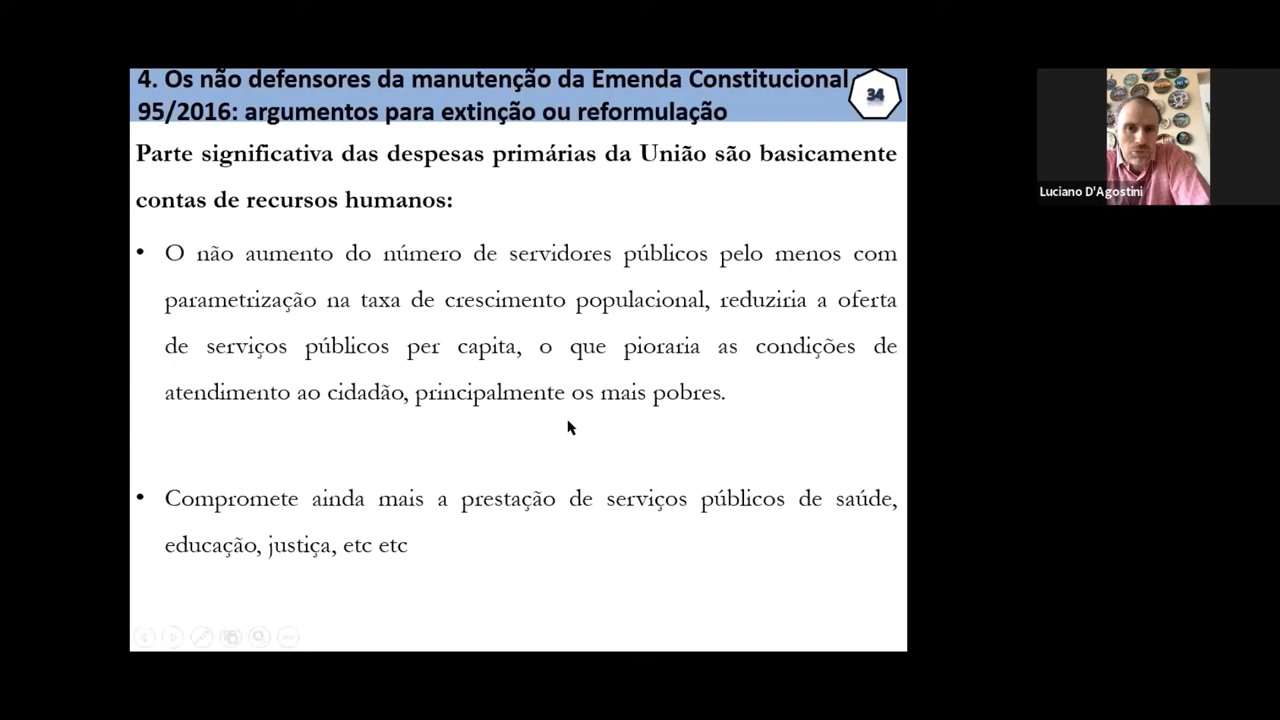 4. Os não defensores da manutenção da Emenda Constitucional
95/2016: argumentos para extinção ou reformulação
34
Parte significativa das despesas primárias da União são basicamente
contas de recursos humanos:
• O não aumento do número de servidores públicos pelo menos com
parametrização na taxa de crescimento populacional, reduziria a oferta
de serviços públicos per capita, o que pioraria as condições de
atendimento ao cidadão, principalmente os mais pobres.
• Compromete ainda mais a prestação de serviços públicos de saúde,
educação, justiça, etc etc
Luciano D'Agostini